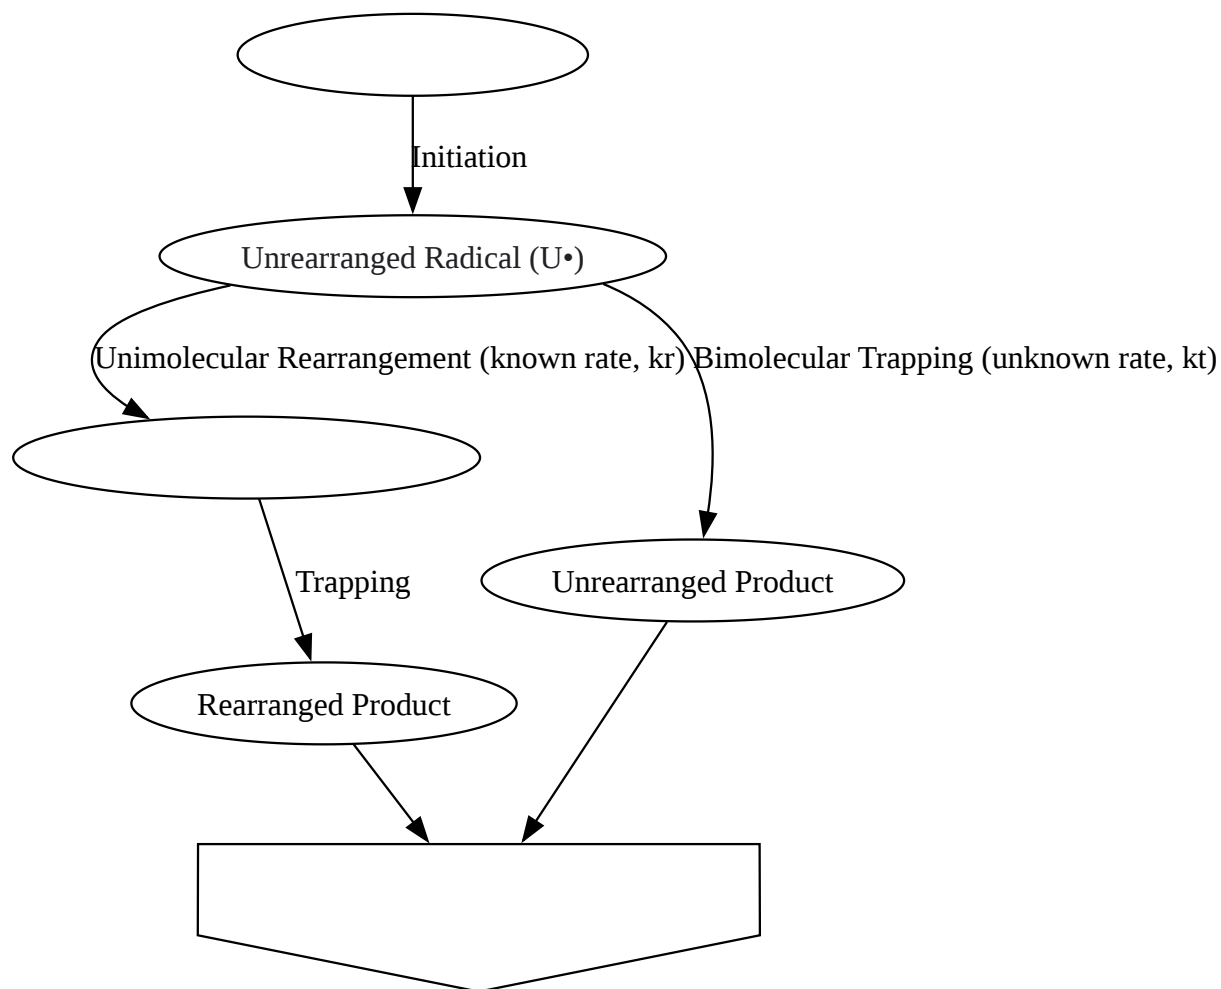 Initiation
Unrearranged Radical (U•)
Unimolecular Rearrangement (known rate, kr)
Bimolecular Trapping (unknown rate, kt)
Trapping
Unrearranged Product
Rearranged Product